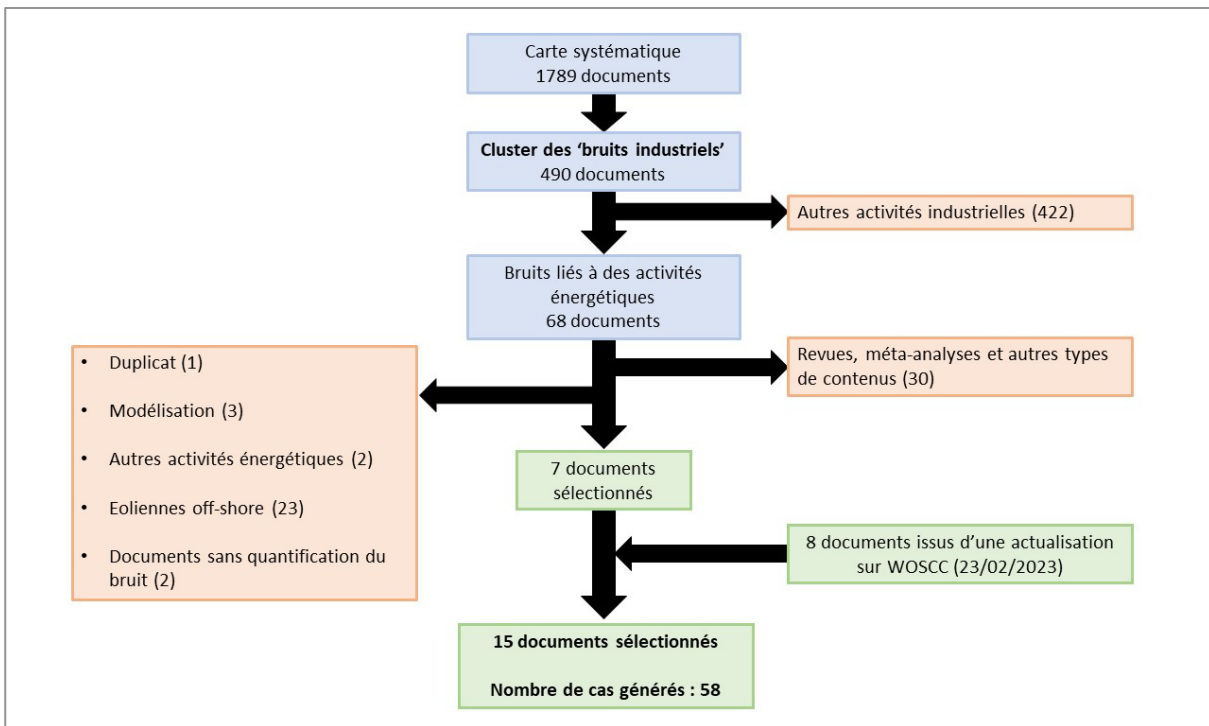 Carte systématique
1789 documents
Cluster des ‘bruits industriels’
490 documents
Autres activités industrielles (422)
Bruits liés à des activités
énergétiques
68 documents
Revues, méta-analyses et autres types
de contenus (30)
• Duplicat (1)
• Modélisation (3)
• Autres activités énergétiques (2)
• Eoliennes off-shore (23)
• Documents sans quantification du
bruit (2)
7 documents
sélectionnés
8 documents issus d’une actualisation
sur WOSCC (23/02/2023)
15 documents sélectionnés
Nombre de cas générés : 58